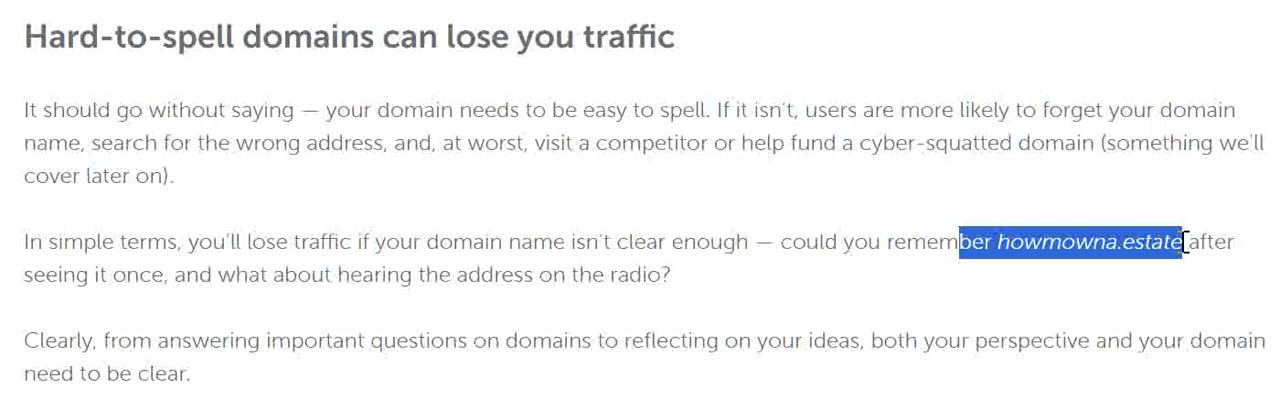 Hard-to-spell domains can lose you traffic
It should go without saying — your domain needs to be easy to spell. If it isn't, users are more likely to forget your domain
name, search for the wrong address, and, at worst, visit a competitor or help fund a cyber-squatted domain (something we'll
cover later on).
In simple terms, you'll lose traffic if your domain name isn't clear enough — could you remember howmowna.estate after
seeing it once, and what about hearing the address on the radio?
Clearly, from answering important questions on domains to reflecting on your ideas, both your perspective and your domain
need to be clear.